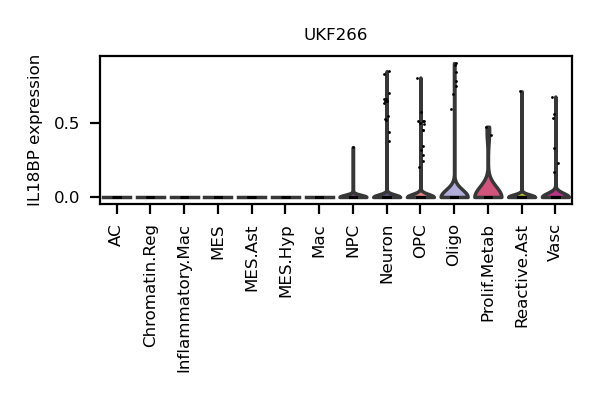 UKF266
IL18BP expression
0.5
0.0
AC
Chromatin.Reg
Inflammatory.Mac
MES
MES.Ast
MES.Hyp
Mac
NPC
Neuron
OPC
Oligo
Prolif.Metab
Reactive.Ast
Vasc